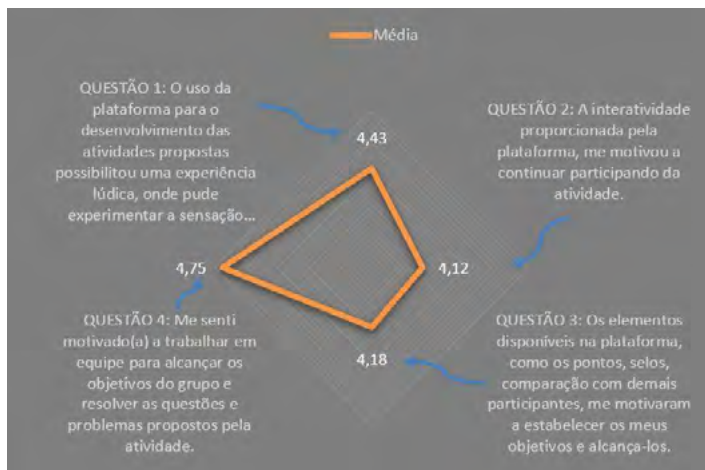 Média
QUESTÃO 1: O uso da
plataforma para o
desenvolvimento das
atividades propostas
possibilitou uma experiência
lúdica, onde pude
experimentar a sensação...
4,43
QUESTÃO 2: A interatividade
proporcionada pela
plataforma, me motivou a
continuar participando da
atividade.
4,75
4,12
QUESTÃO 4: Me senti
motivado(a) a trabalhar em
equipe para alcançar os
objetivos do grupo e
resolver as questões e
problemas propostos pela
atividade.
4,18
QUESTÃO 3: Os elementos
disponíveis na plataforma,
como os pontos, selos,
comparação com demais
participantes, me motivaram
a estabelecer os meus
objetivos e alcança-los.